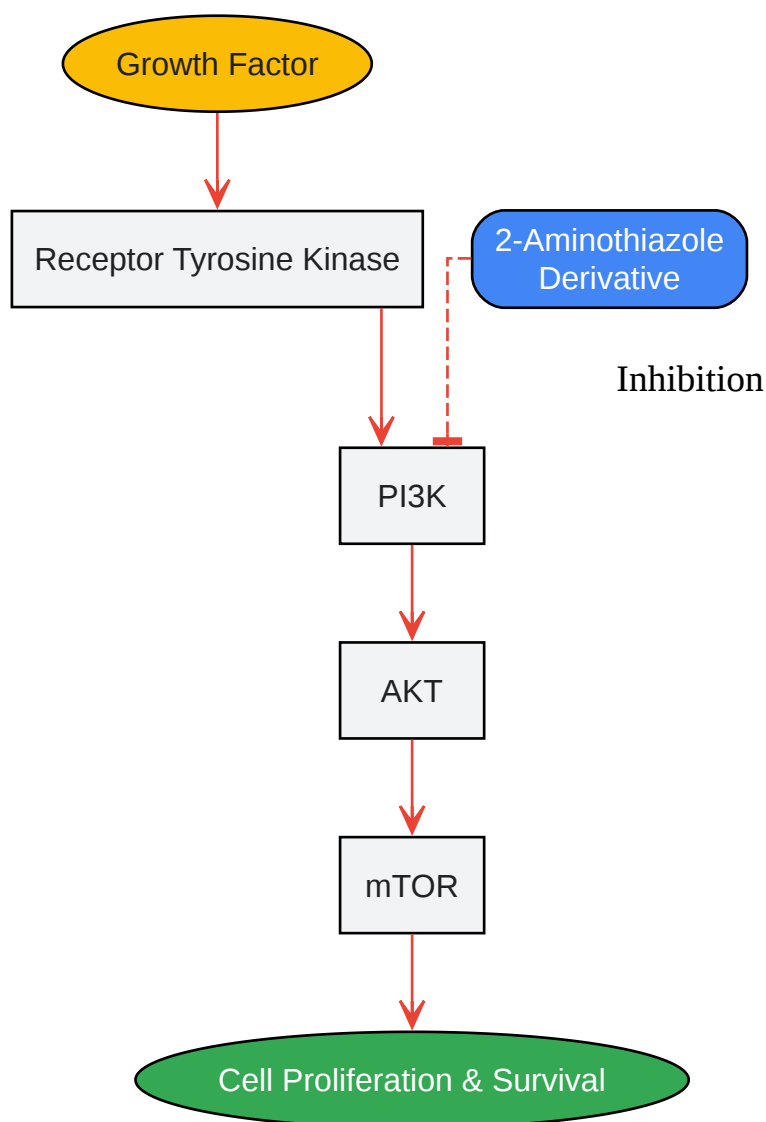 Growth Factor
Receptor Tyrosine Kinase
2-Aminothiazole
Derivative
Inhibition
PI3K
AKT
mTOR
Cell Proliferation & Survival